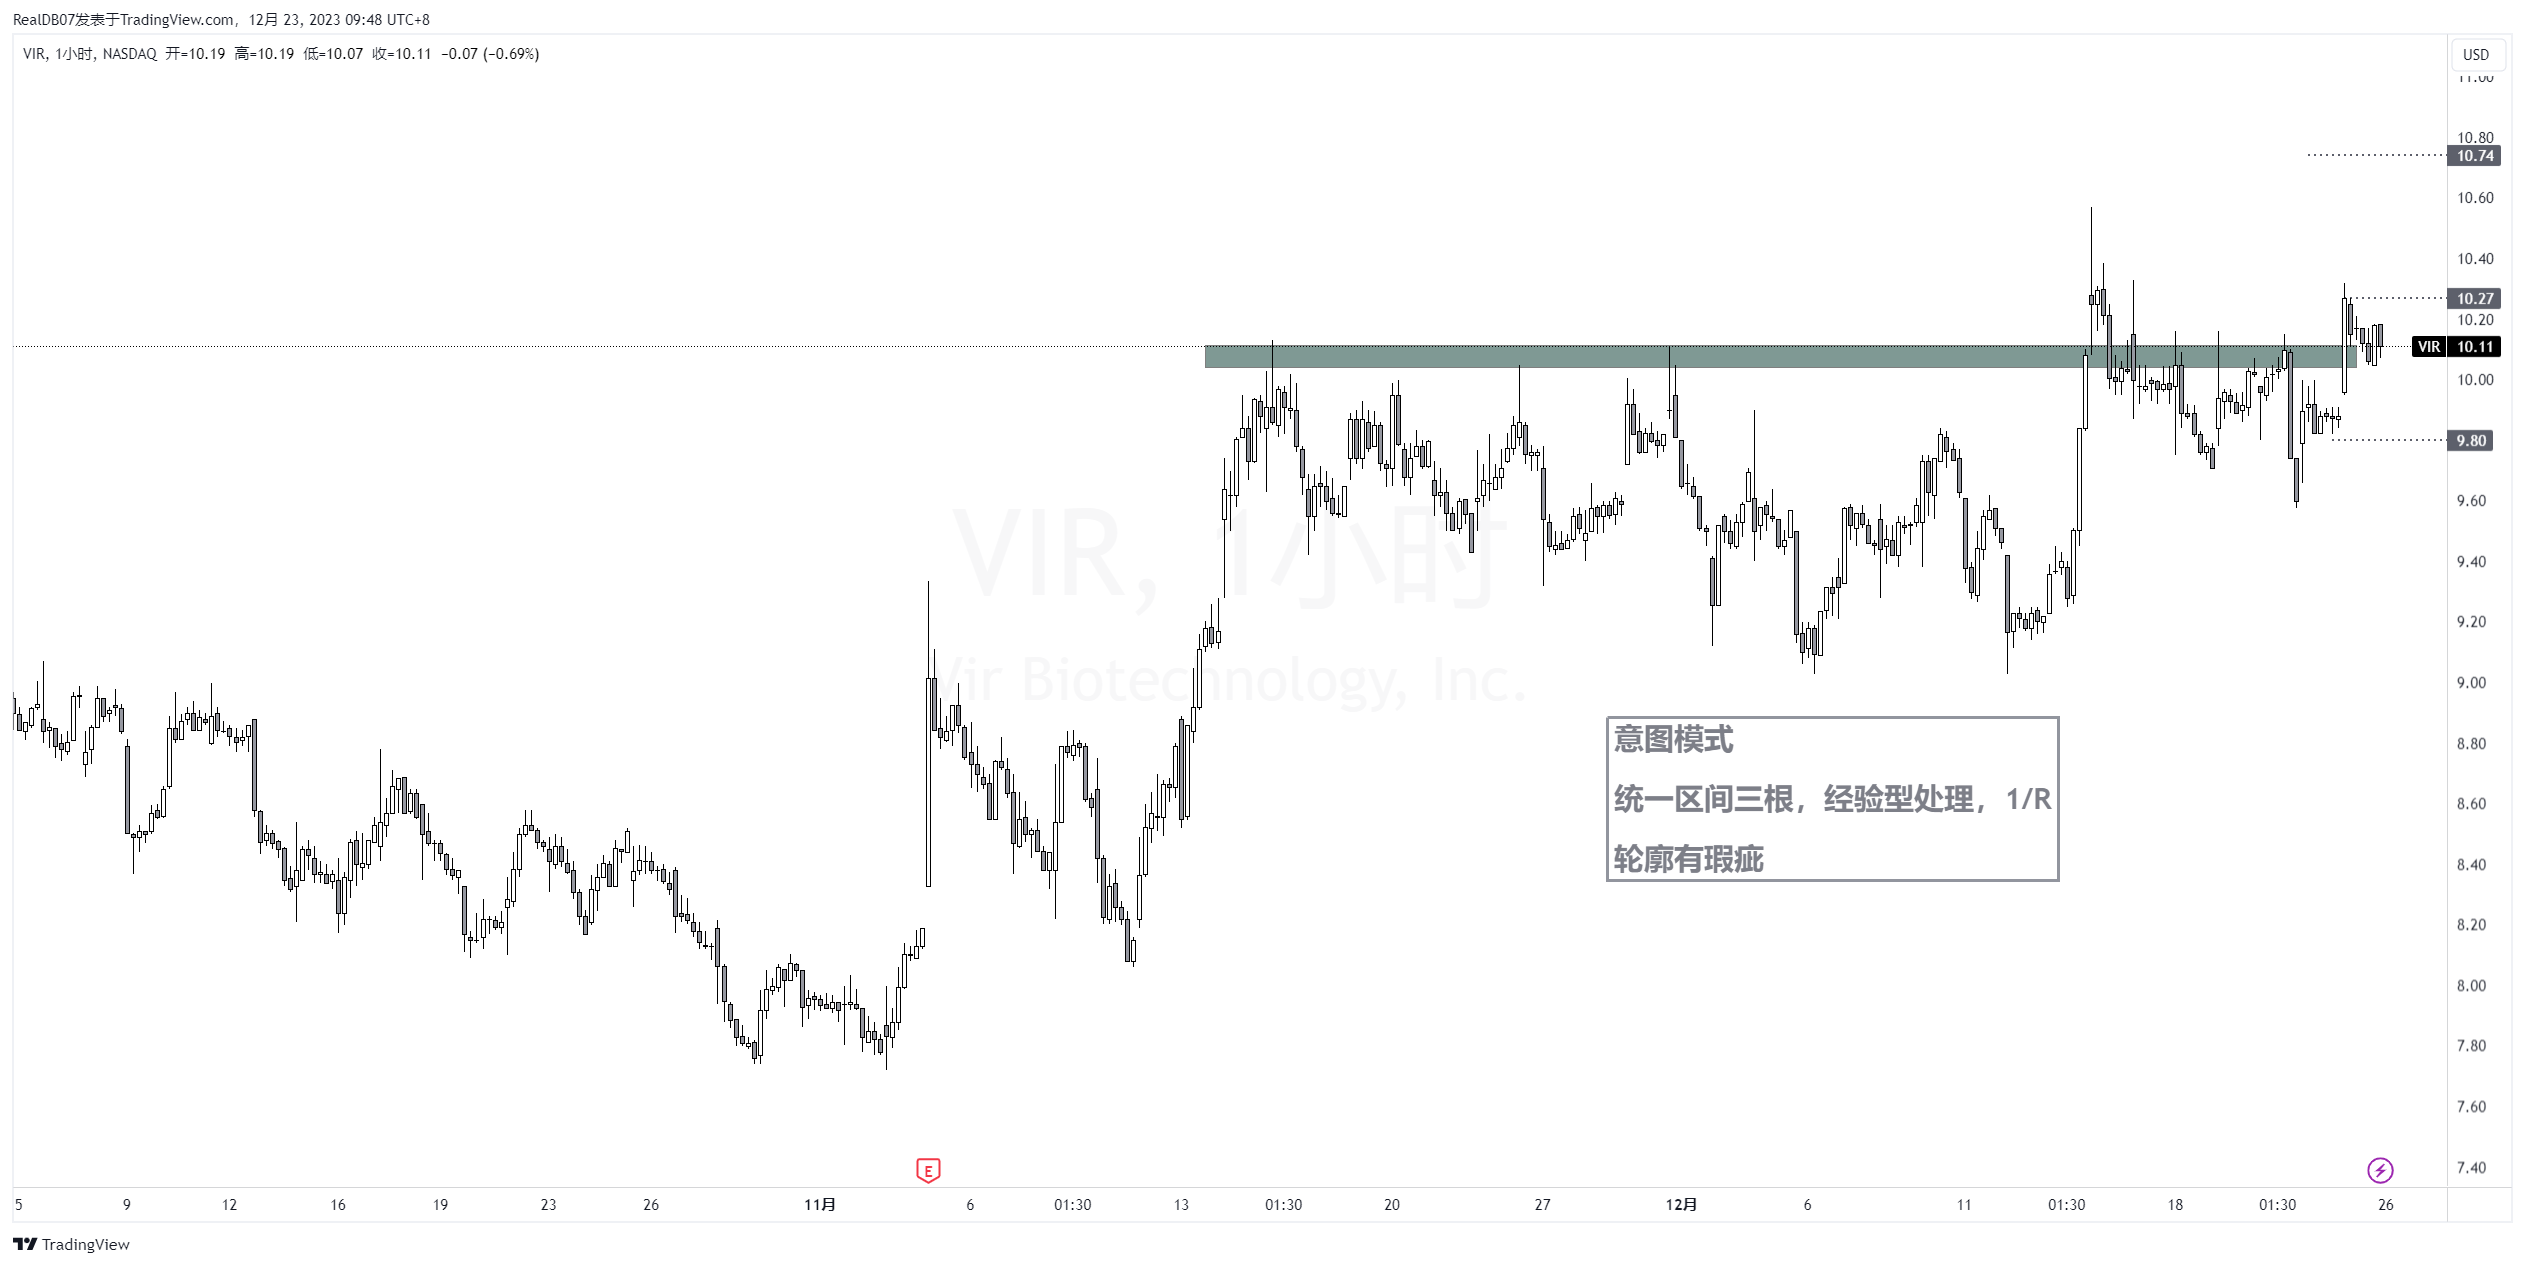 RealDB07发表于TradingView.com, 12月 23, 2023 09:48 UTC+8
VIR, 1小时, NASDAQ 开=10.19 高=10.19 低=10.07 收=10.11 −0.07 (−0.69%)
USD
11.00
10.80
10.74
10.60
10.40
10.27
10.20
VIR 10.11
10.00
9.80
9.60
9.40
9.20
9.00
8.80
8.60
8.40
8.20
8.00
7.80
7.60
7.40
VIR, 1小时
Vir Biotechnology, Inc.
意图模式
统一区间三根，经验型处理，1/R
轮廓有瑕疵
E
5 9 12 16 19 23 26 11月 6 01:30 13 01:30 20 27 12月 6 11 01:30 18 01:30 26
TradingView